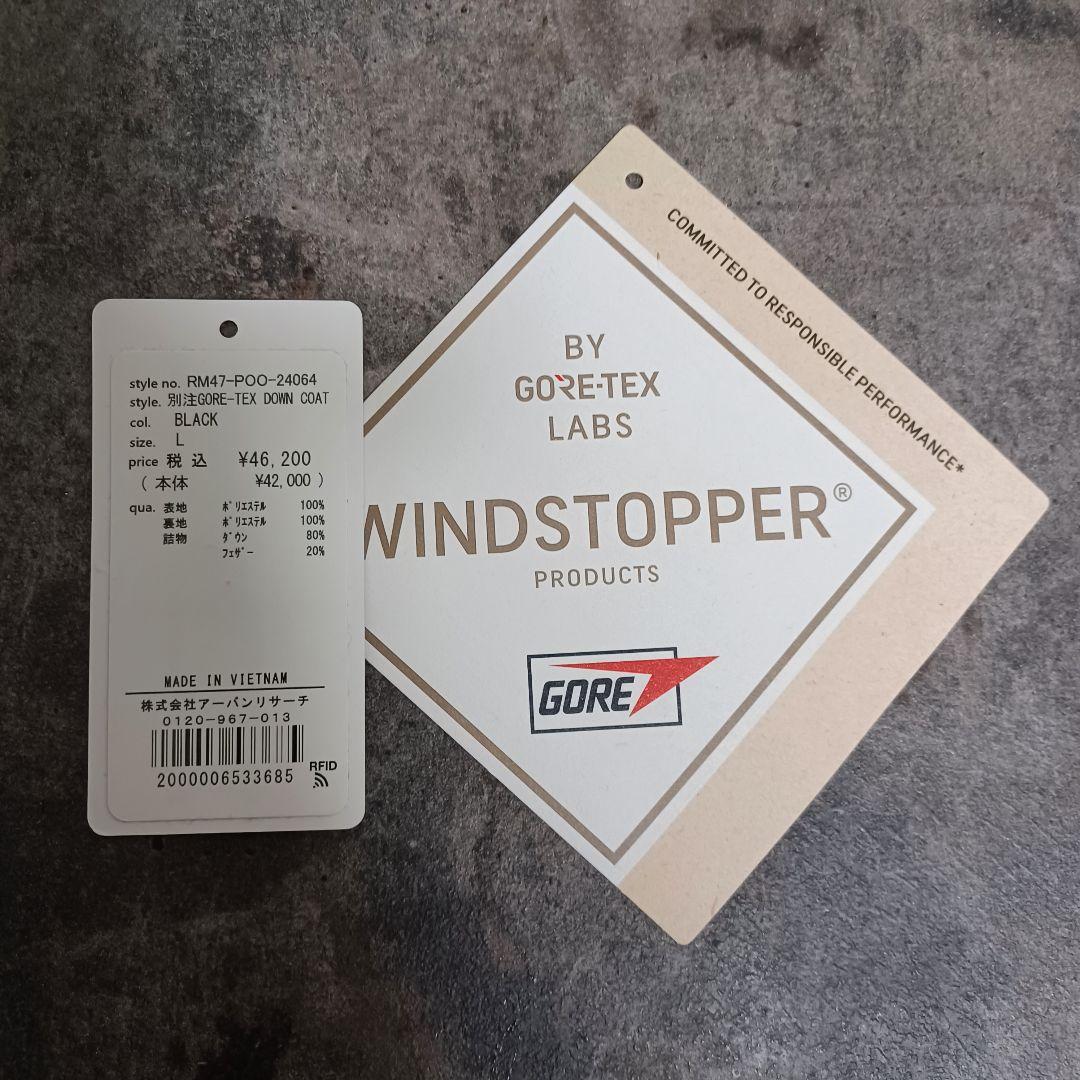 style no. RM47-POO-24064
style. 別注GORE-TEX DOWN COAT
col. BLACK
size. L
price 税込 ¥46,200
( 本体 ¥42,000 )
qua. 表地 ポリエステル 100%
裏地 ポリエステル 100%
詰物 ダウン 80%
フェザー 20%
MADE IN VIETNAM
株式会社アーバンリサーチ
0120-967-013
2000006533685
RFID
COMMITTED TO RESPONSIBLE PERFORMANCE*
BY
GORE-TEX
LABS
WINDSTOPPER®
PRODUCTS
GORE